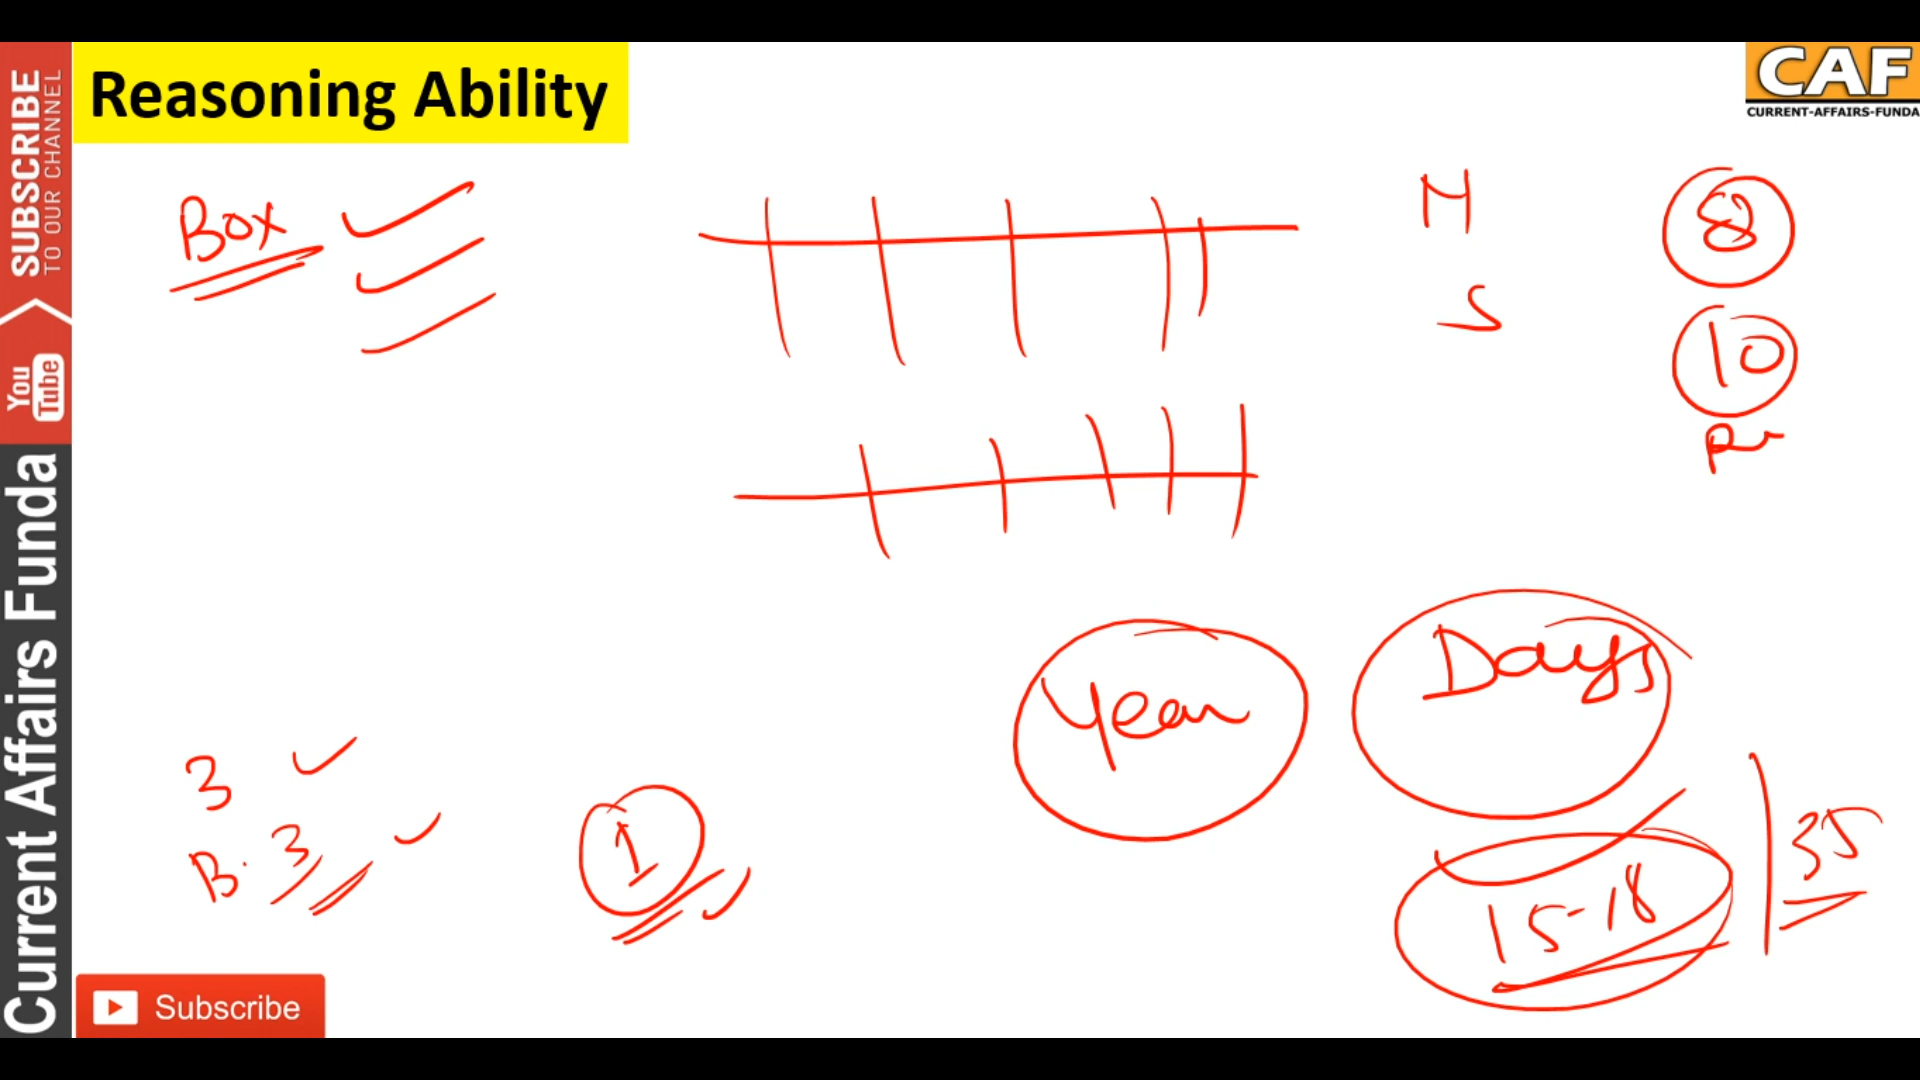 SUBSCRIBE
TO OUR CHANNEL
You
Tube
Current Affairs Funda
Reasoning Ability
CAF
CURRENT-AFFAIRS-FUNDA
Box
M
S
8
10
Year
Days
3
B. 3
1
15-18
35
Subscribe